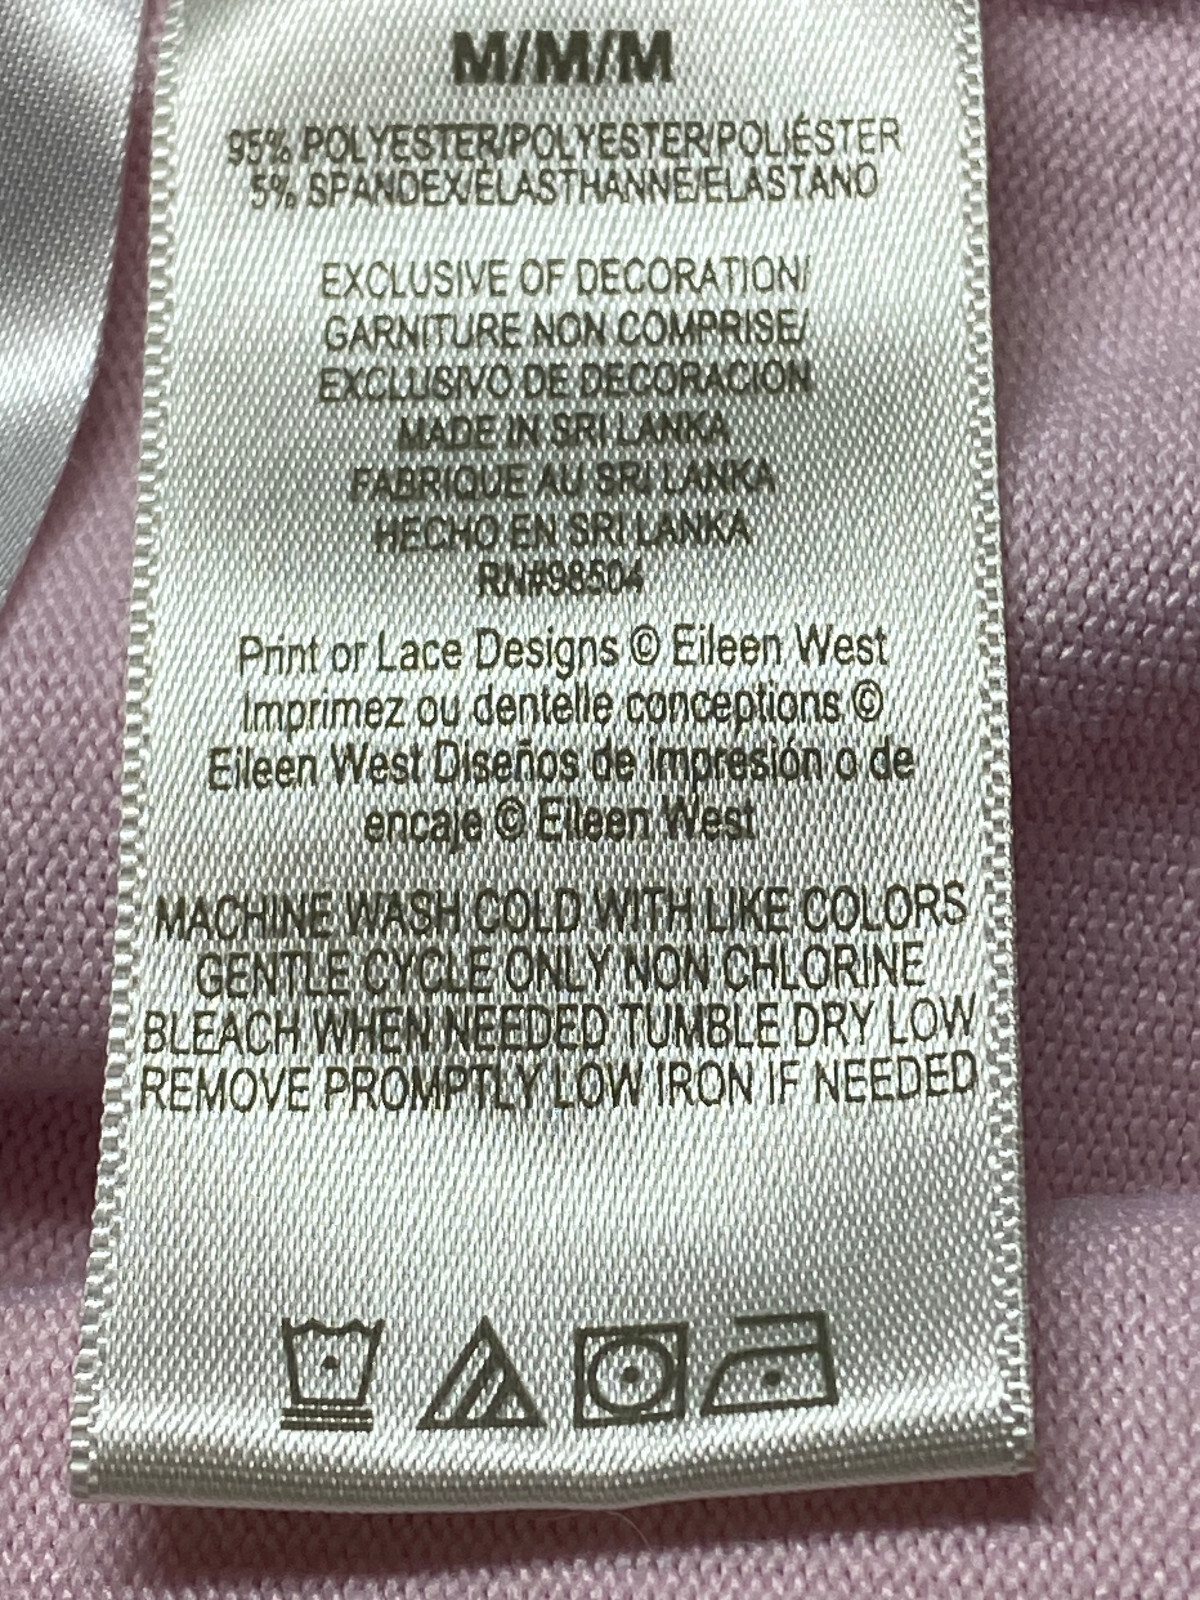 M/M/M
95% POLYESTER/POLYESTER/POLIÉSTER
5% SPANDEX/ÉLASTHANNE/ELASTANO
EXCLUSIVE OF DECORATION/
GARNITURE NON COMPRISE/
EXCLUSIVO DE DECORACION
MADE IN SRI LANKA
FABRIQUE AU SRI LANKA
HECHO EN SRI LANKA
RN#98504
Print or Lace Designs © Eileen West
Imprimez ou dentelle conceptions ©
Eileen West Diseños de impresión o de
encaje © Eileen West
MACHINE WASH COLD WITH LIKE COLORS
GENTLE CYCLE ONLY NON CHLORINE
BLEACH WHEN NEEDED TUMBLE DRY LOW
REMOVE PROMPTLY LOW IRON IF NEEDED